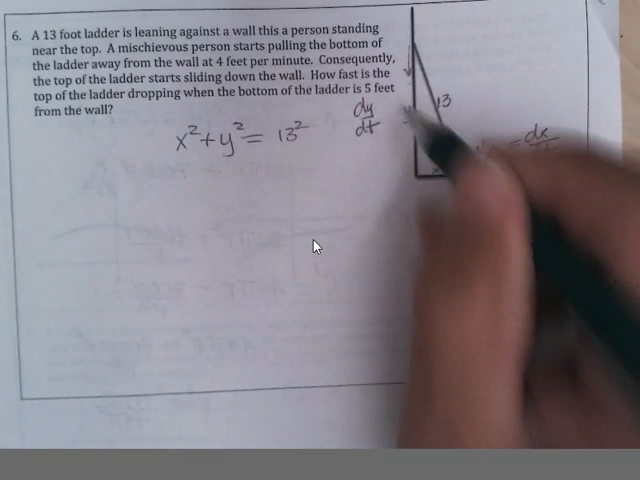 6. A 13 foot ladder is leaning against a wall this a person standing
near the top. A mischievous person starts pulling the bottom of
the ladder away from the wall at 4 feet per minute. Consequently,
the top of the ladder starts sliding down the wall. How fast is the
top of the ladder dropping when the bottom of the ladder is 5 feet
from the wall?
x² + y² = 13²
dy
dt
13
= dx